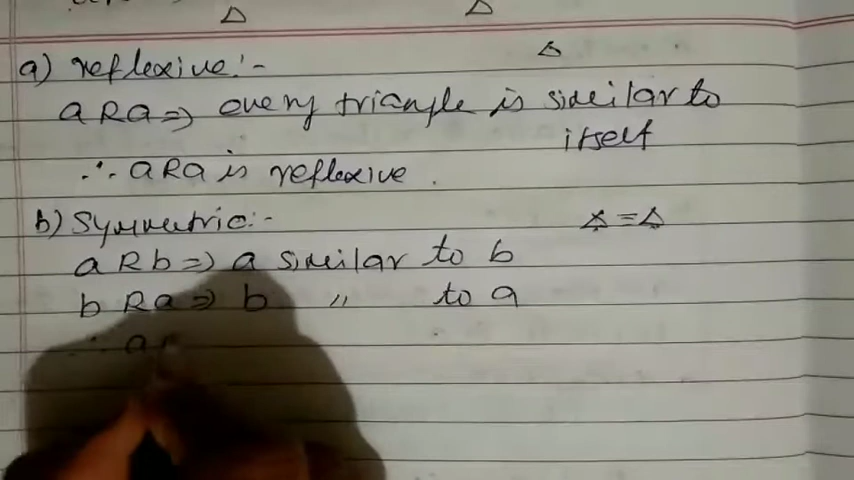 a) reflexive:-
aRa => every triangle is similar to
itself
∴ aRa is reflexive.
b) Symmetric:-
△ = △
aRb => a similar to b
bRa => b " to a
∴ a